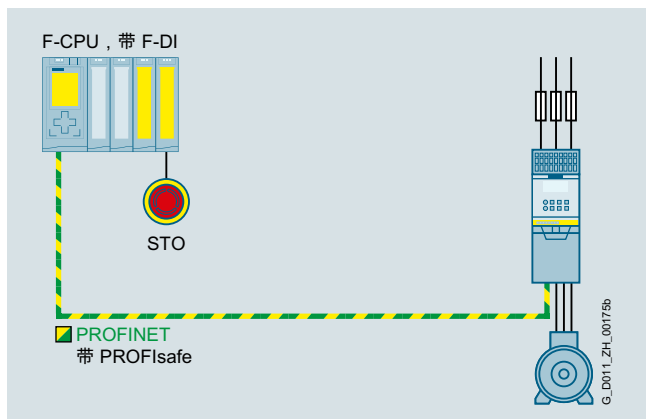 F-CPU，带 F-DI
STO
PROFINET
带 PROFIsafe
G_D011_ZH_00175b